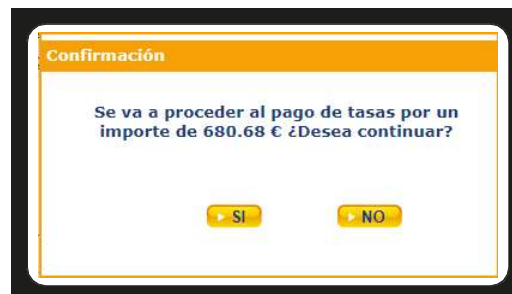 Confirmación
Se va a proceder al pago de tasas por un
importe de 680.68 € ¿Desea continuar?
SI
NO